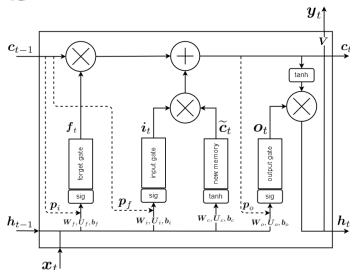 y_t
c_{t-1}
V
c_t
tanh
f_t
i_t
c̃_t
o_t
forget gate
input gate
new memory
output gate
sig
sig
tanh
sig
p_i
p_f
p_o
h_{t-1}
W_f, U_f, b_f
W_i, U_i, b_i
W_c, U_c, b_c
W_o, U_o, b_o
h_t
x_t